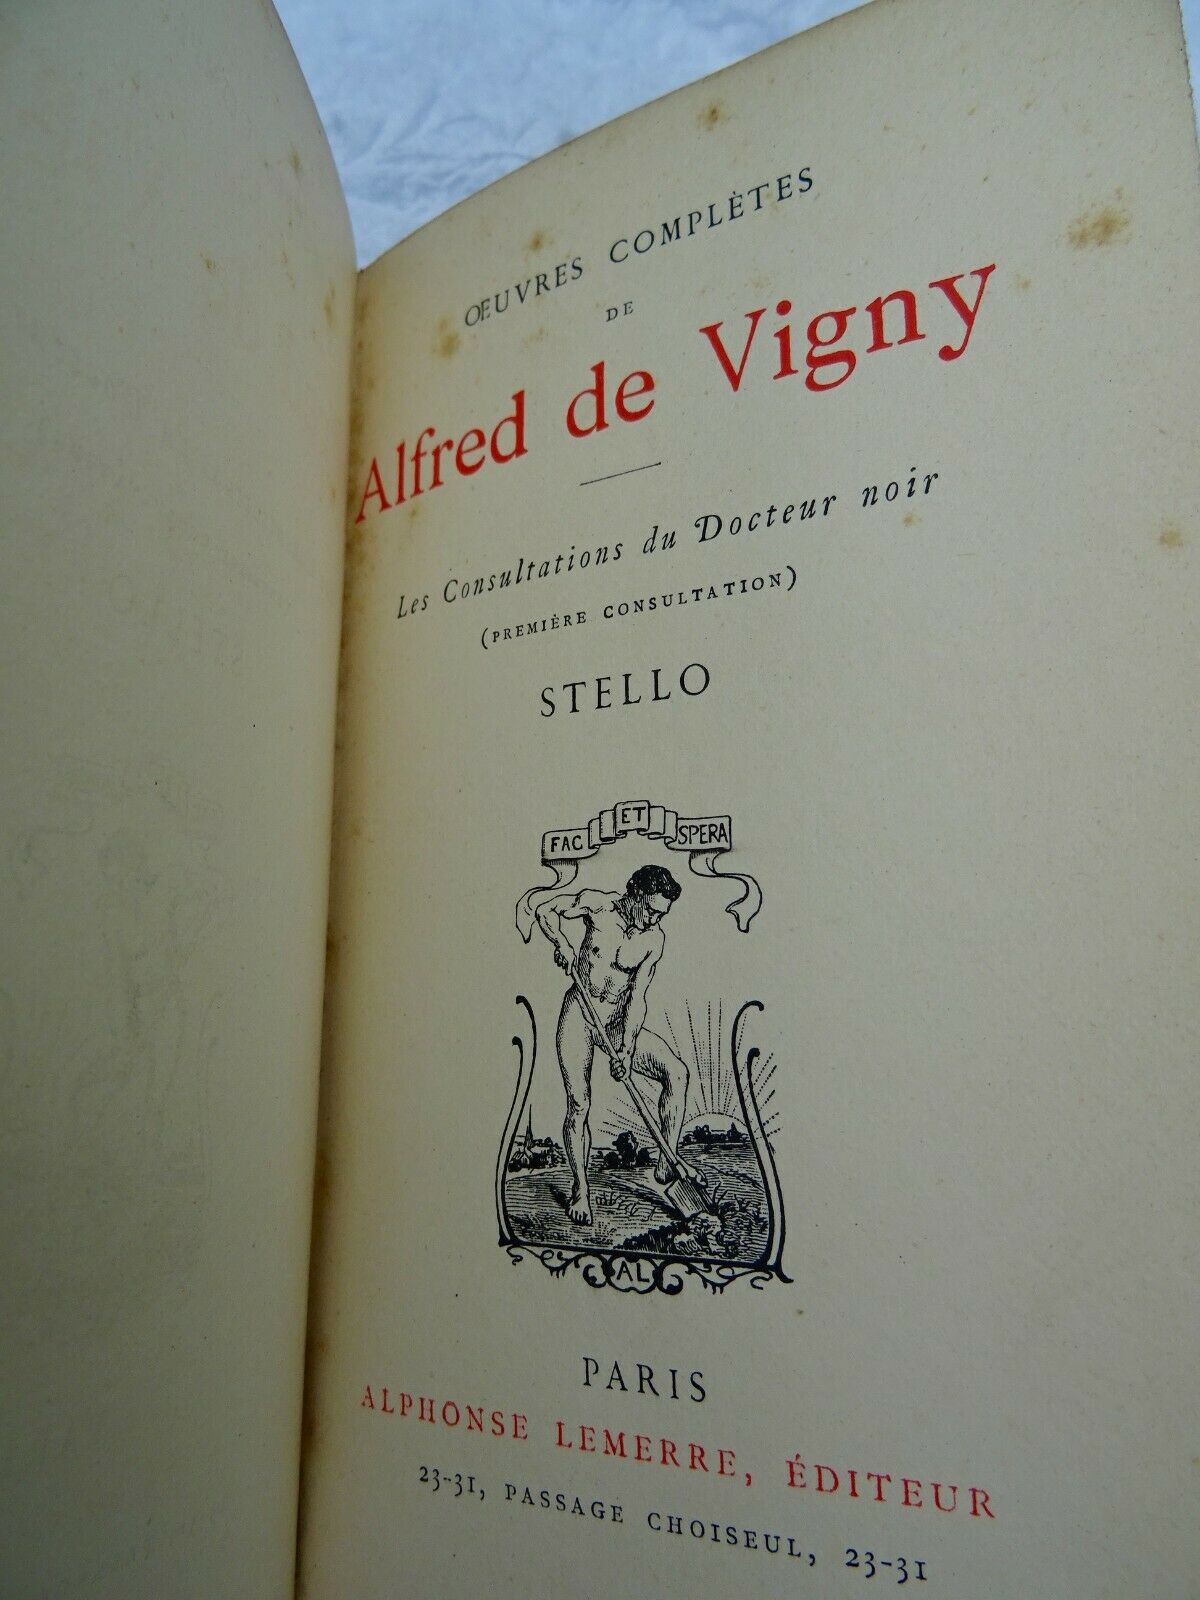 ŒUVRES COMPLÈTES
DE
Alfred de Vigny
Les Consultations du Docteur noir
(PREMIÈRE CONSULTATION)
STELLO
FAC ET SPERA
AL
PARIS
ALPHONSE LEMERRE, ÉDITEUR
23-31, PASSAGE CHOISEUL, 23-31